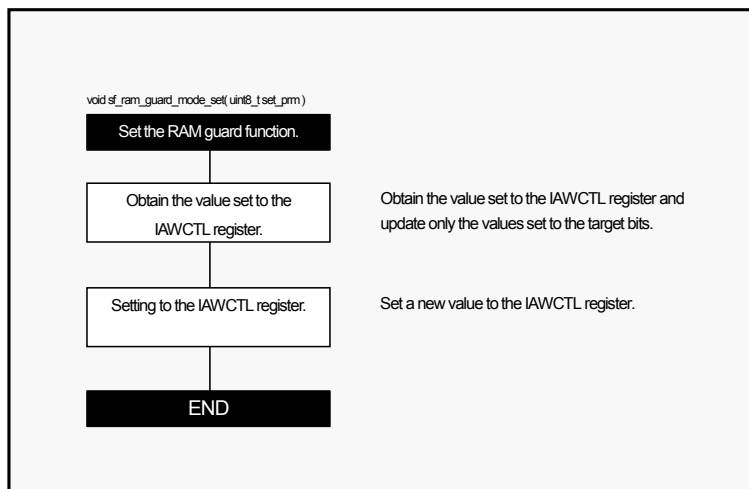 void sf_ram_guard_mode_set( uint8_t set_prm )
Set the RAM guard function.
Obtain the value set to the
IAWCTL register.
Obtain the value set to the IAWCTL register and
update only the values set to the target bits.
Setting to the IAWCTL register.
Set a new value to the IAWCTL register.
END